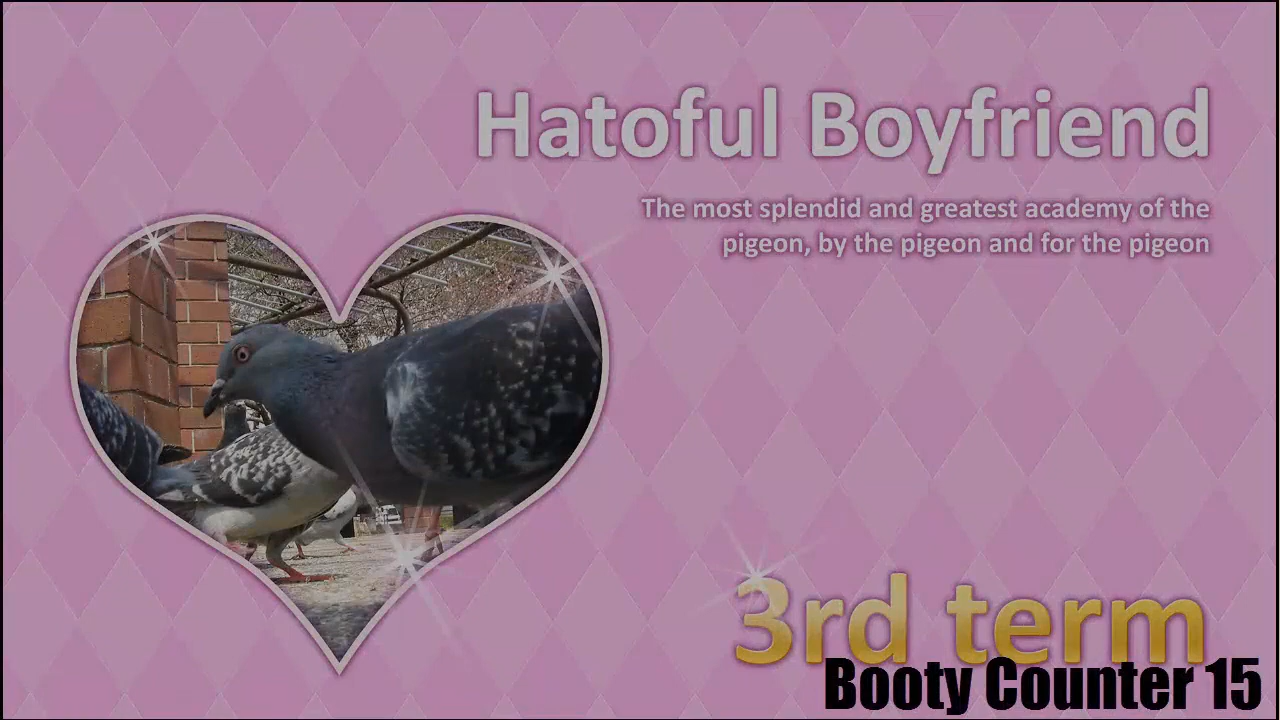 Hatoful Boyfriend
The most splendid and greatest academy of the
pigeon, by the pigeon and for the pigeon
3rd term
Booty Counter 15